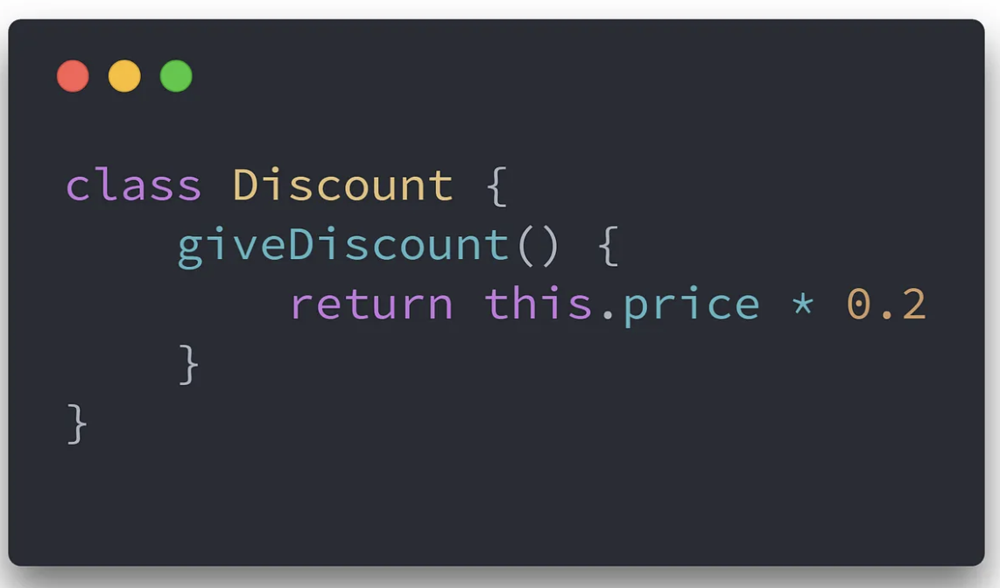 class Discount {
    giveDiscount() {
        return this.price * 0.2
    }
}